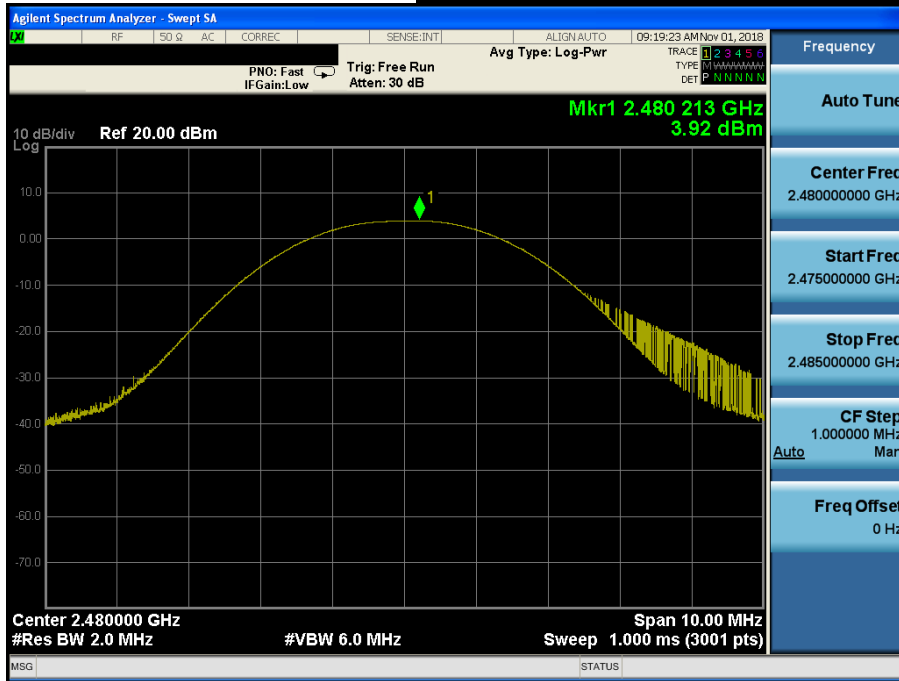 Agilent Spectrum Analyzer - Swept SA
LXI RF 50 Ω AC CORREC SENSE:INT ALIGN AUTO 09:19:23 AM Nov 01, 2018
Frequency
Avg Type: Log-Pwr TRACE 1 2 3 4 5 6
PNO: Fast Trig: Free Run TYPE M WWWWW
IFGain:Low Atten: 30 dB DET P N N N N N
Auto Tune
Mkr1 2.480 213 GHz
10 dB/div Ref 20.00 dBm 3.92 dBm
Log
Center Freq
2.480000000 GHz
10.0
1
0.00
Start Freq
2.475000000 GHz
-10.0
-20.0
Stop Freq
2.485000000 GHz
-30.0
-40.0
CF Step
1.000000 MHz
Auto Man
-50.0
-60.0
Freq Offset
0 Hz
-70.0
Center 2.480000 GHz Span 10.00 MHz
#Res BW 2.0 MHz #VBW 6.0 MHz Sweep 1.000 ms (3001 pts)
MSG STATUS